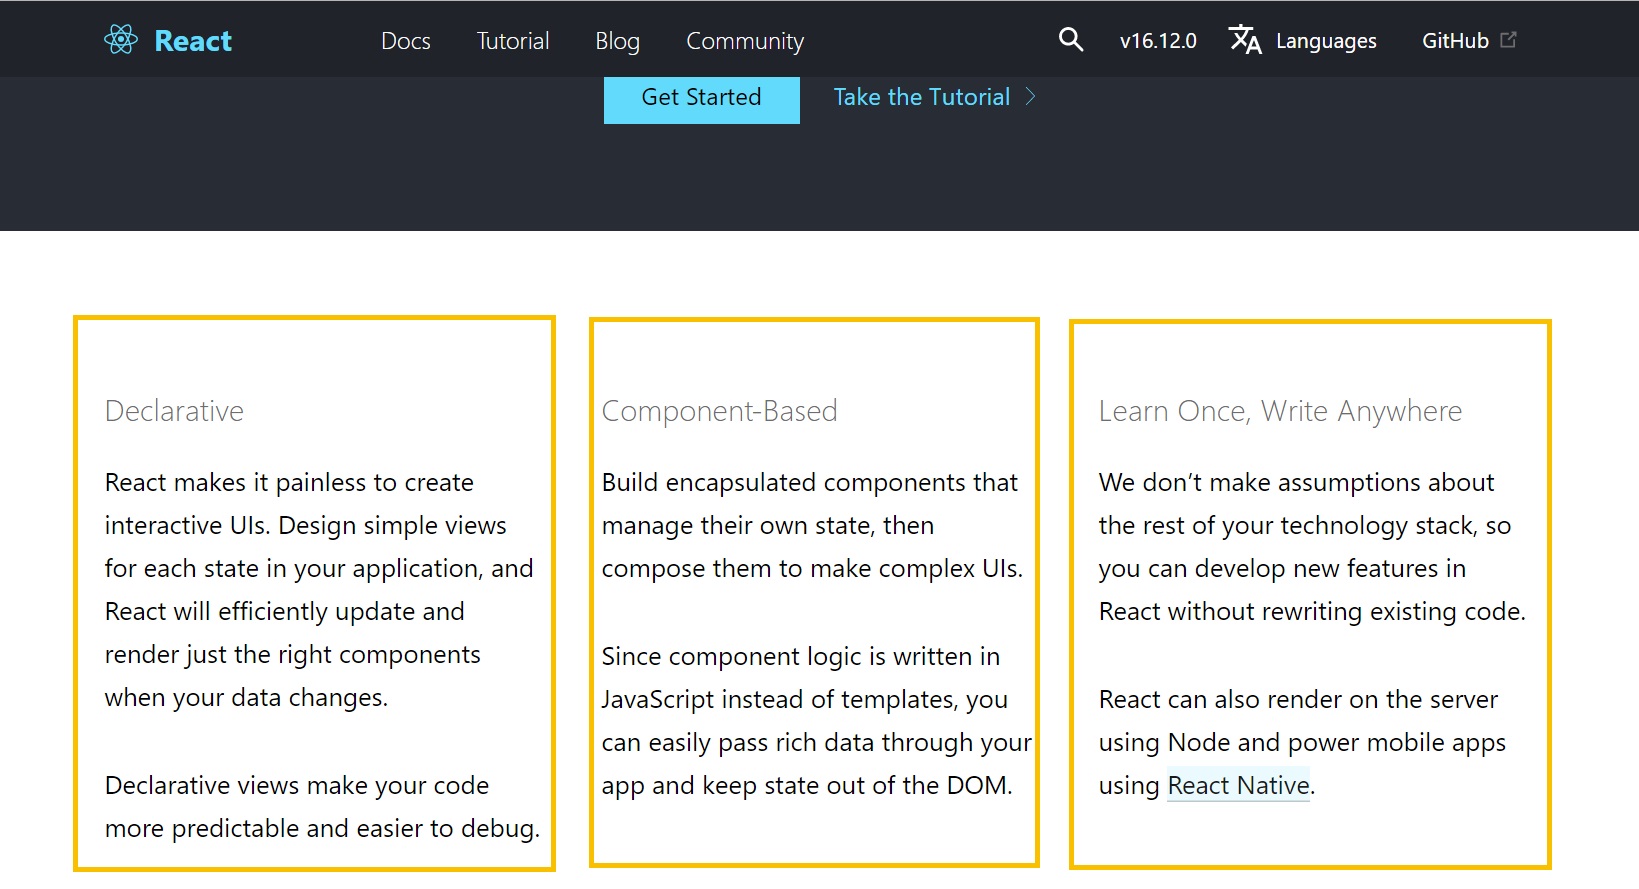 React Docs Tutorial Blog Community v16.12.0 Languages GitHub
Get Started Take the Tutorial
Declarative
React makes it painless to create
interactive UIs. Design simple views
for each state in your application, and
React will efficiently update and
render just the right components
when your data changes.
Declarative views make your code
more predictable and easier to debug.
Component-Based
Build encapsulated components that
manage their own state, then
compose them to make complex UIs.
Since component logic is written in
JavaScript instead of templates, you
can easily pass rich data through your
app and keep state out of the DOM.
Learn Once, Write Anywhere
We don’t make assumptions about
the rest of your technology stack, so
you can develop new features in
React without rewriting existing code.
React can also render on the server
using Node and power mobile apps
using React Native.